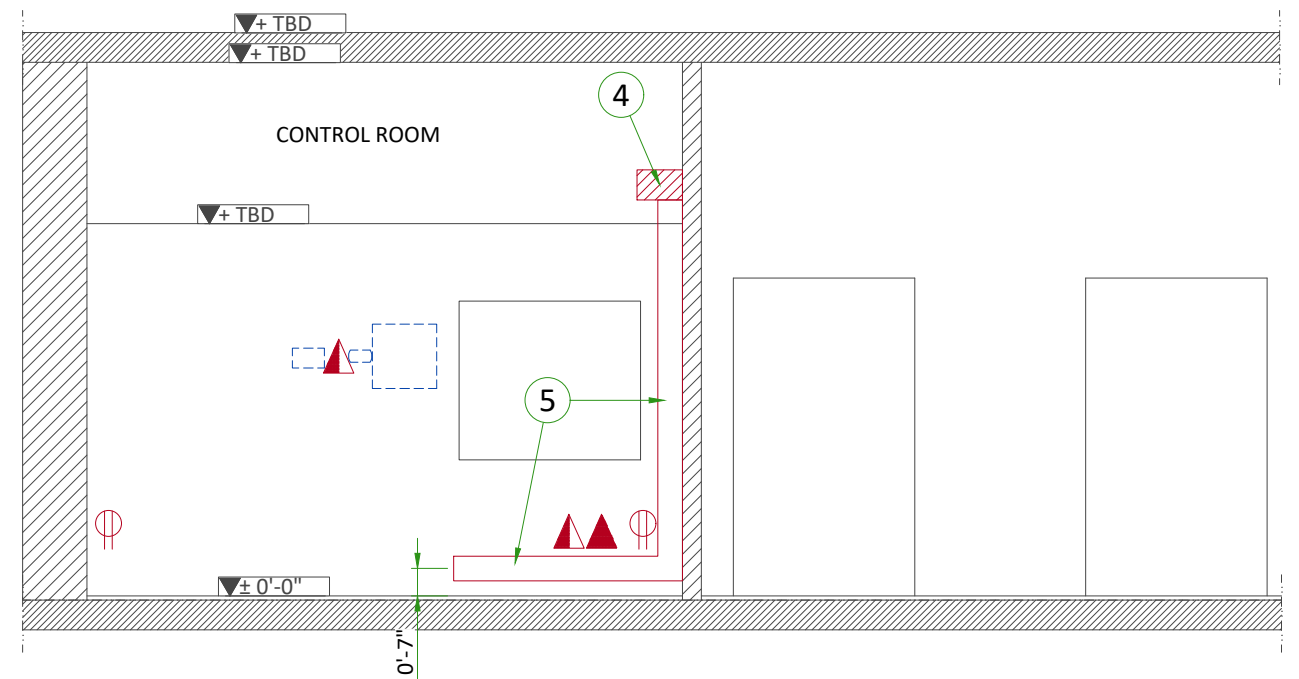 + TBD
+ TBD
4
CONTROL ROOM
+ TBD
5
± 0'-0"
0'-7"